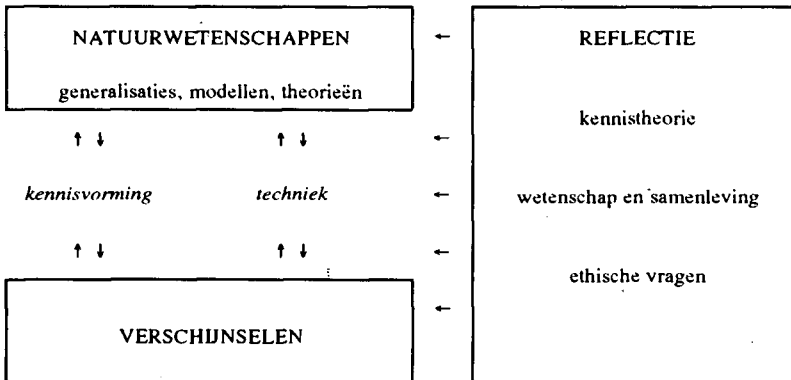 NATUURWETENSCHAPPEN
generalisaties, modellen, theorieën
↑ ↓ ↑ ↓
kennisvorming techniek
↑ ↓ ↑ ↓
VERSCHIJNSELEN
← REFLECTIE
← kennistheorie
← wetenschap en samenleving
←
← ethische vragen